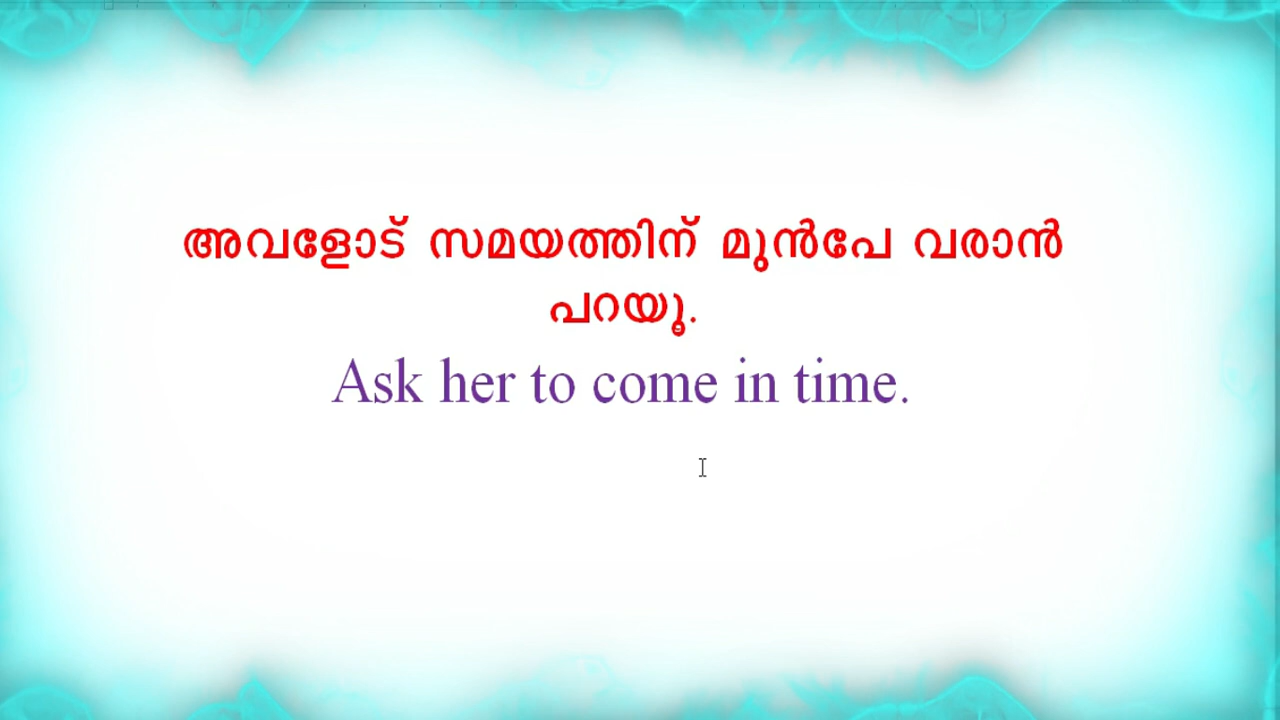 അവളോട് സമയത്തിന് മുൻപേ വരാൻ
പറയൂ.
Ask her to come in time.